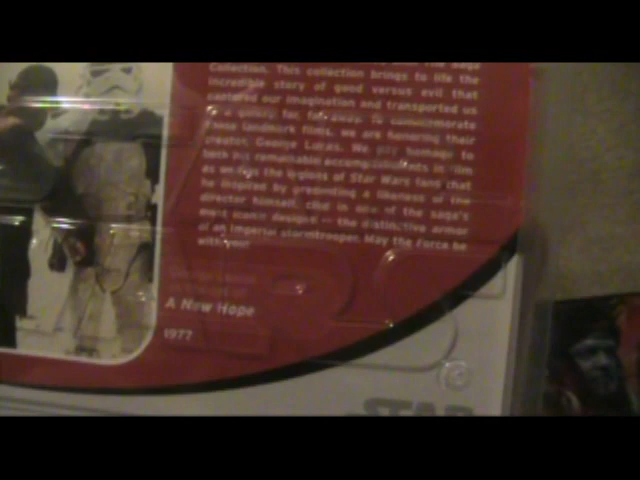 The Saga
Collection. This collection brings to life the
incredible story of good versus evil that
captured our imagination and transported us
a galaxy far, far away. To commemorate
these landmark films, we are honoring their
creator, George Lucas. We pay homage to
both his remarkable accomplishments in film
as well as the legions of Star Wars fans that
he inspired by presenting a likeness of the
director himself, clad in one of the saga's
most iconic designs — the distinctive armor
of an Imperial stormtrooper. May the Force be
with you!
A New Hope
1977
STAR